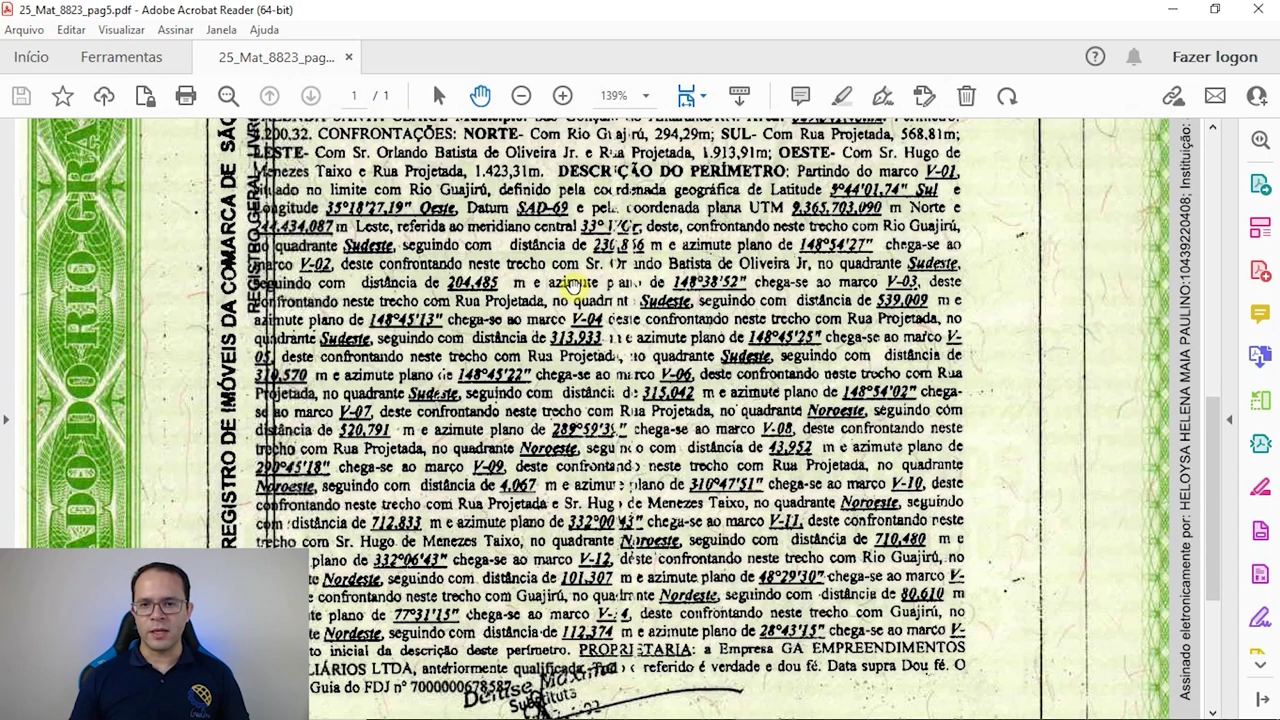 25_Mat_8823_pag5.pdf - Adobe Acrobat Reader (64-bit)
Arquivo Editar Visualizar Assinar Janela Ajuda
Início Ferramentas 25_Mat_8823_pag... × Fazer logon
1 / 1 139%
ADO DO RIO GRA
REGISTRO DE IMÓVEIS DA COMARCA DE SÃO
REGISTRO GERAL - LIVRO
.200.32. CONFRONTAÇÕES: NORTE- Com Rio Guajirú, 294,29m; SUL- Com Rua Projetada, 568,81m;
LESTE- Com Sr. Orlando Batista de Oliveira Jr. e Rua Projetada, 1.913,91m; OESTE- Com Sr. Hugo de
Menezes Taixo e Rua Projetada, 1.423,31m. DESCRIÇÃO DO PERÍMETRO: Partindo do marco V-01,
situado no limite com Rio Guajirú, definido pela coordenada geográfica de Latitude 5°44'01,74" Sul e
Longitude 35°18'27,19" Oeste, Datum SAD-69 e pela coordenada plana UTM 9.365,703,090 m Norte e
.434,087m Leste, referida ao meridiano central 33° deste, confrontando neste trecho com Rio Guajirú,
no quadrante Sudeste, seguindo com distância de 230,8 6 m e azimute plano de 148°54'27" chega-se ao
marco V-02, deste confrontando neste trecho com Sr. Orlando Batista de Oliveira Jr, no quadrante Sudeste,
seguindo com distância de 204,485 m e azimute plano de 148°38'52" chega-se ao marco V-03, deste
confrontando neste trecho com Rua Projetada, no quadrante Sudeste, seguindo com distância de 539,009 m e
azimute plano de 148°45'13" chega-se ao marco V-04 deste confrontando neste trecho com Rua Projetada, no
quadrante Sudeste, seguindo com distância de 313,933 m e azimute plano de 148°45'25" chega-se ao marco V-
05, deste confrontando neste trecho com Rua Projetada, no quadrante Sudeste, seguindo com distância de
310,570 m e azimute plano de 148°45'22" chega-se ao marco V-06, deste confrontando neste trecho com Rua
Projetada, no quadrante Sudeste, seguindo com distância de 315,042 m e azimute plano de 148°54'02" chega-
se ao marco V-07, deste confrontando neste trecho com Rua Projetada, no quadrante Noroeste, seguindo com
distância de 520,791 m e azimute plano de 289°59'3 " chega-se ao marco V-08, deste confrontando neste
trecho com Rua Projetada, no quadrante Noroeste, seguindo com distância de 43,952 m e azimute plano de
290°45'18" chega-se ao marco V-09, deste confrontando neste trecho com Rua Projetada, no quadrante
Noroeste, seguindo com distância de 4,067 m e azimute plano de 310°47'51" chega-se ao marco V-10, deste
confrontando neste trecho com Rua Projetada e Sr. Hugo de Menezes Taixo, no quadrante Noroeste, seguindo
com distância de 712,833 m e azimute plano de 332°00'43" chega-se ao marco V-11, deste confrontando neste
trecho com Sr. Hugo de Menezes Taixo, no quadrante Noroeste, seguindo com distância de 710,480 m e
plano de 332°06'43" chega-se ao marco V-12, deste confrontando neste trecho com Rio Guajirú, no
te Nordeste, seguindo com distância de 101,307 m e azimute plano de 48°29'30" chega-se ao marco V-
e confrontando neste trecho com Guajirú, no quadrante Nordeste, seguindo com distância de 80,610 m
plano de 77°31'15" chega-se ao marco V- 4, deste confrontando neste trecho com Guajirú, no
te Nordeste, seguindo com distância de 112,374 m e azimute plano de 28°43'15" chega-se ao marco V-
to inicial da descrição deste perímetro. PROPRIETARIA: a Empresa GA EMPREENDIMENTOS
LIÁRIOS LTDA, anteriormente qualificada. Tudo o referido é verdade e dou fé. Data supra Dou fé. O
Guia do FDJ nº 7000000678587
Denise
Substituta
Assinado eletronicamente por: HELOYSA HELENA MAIA PAULINO:10439220408; Instituição: